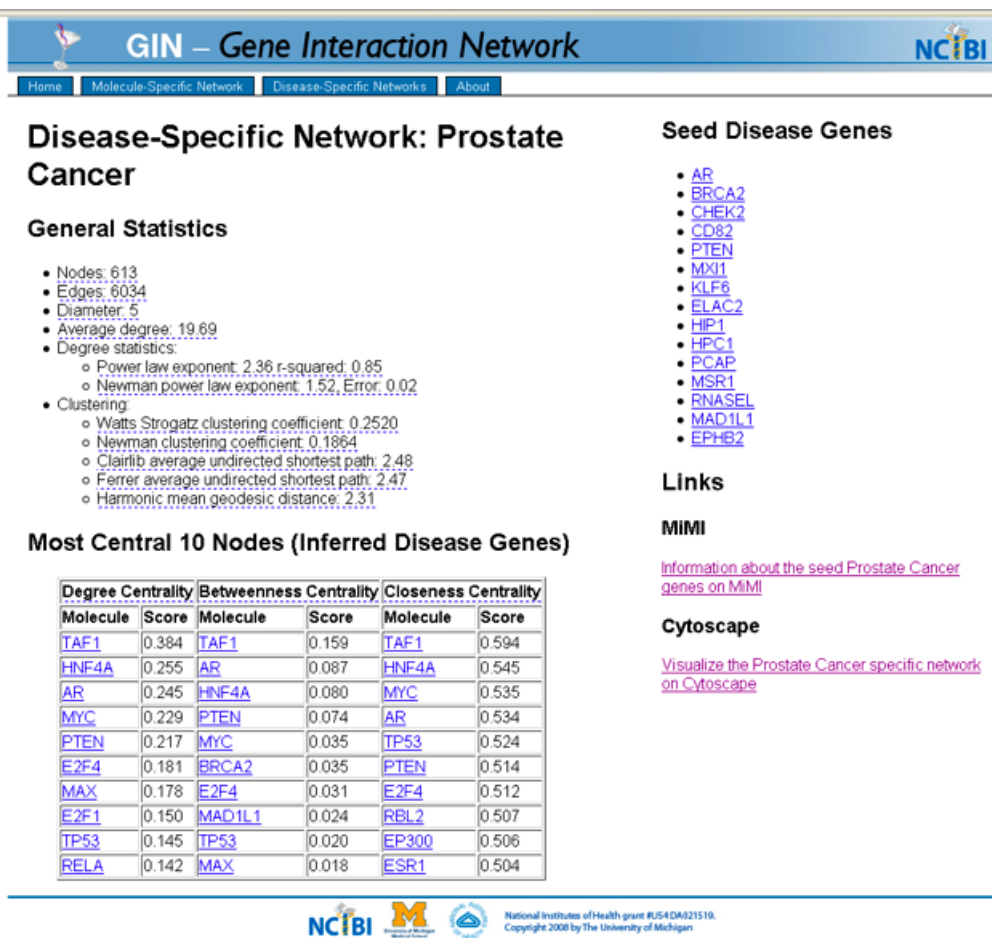 GIN – Gene Interaction Network
NCIBI
Home Molecule-Specific Network Disease-Specific Networks About
Disease-Specific Network: Prostate
Cancer
General Statistics
Nodes: 613
Edges: 6034
Diameter: 5
Average degree: 19.69
Degree statistics:
Power law exponent: 2.36 r-squared: 0.85
Newman power law exponent: 1.52, Error: 0.02
Clustering:
Watts Strogatz clustering coefficient: 0.2520
Newman clustering coefficient: 0.1864
Clairlib average undirected shortest path: 2.48
Ferrer average undirected shortest path: 2.47
Harmonic mean geodesic distance: 2.31
Most Central 10 Nodes (Inferred Disease Genes)
Degree Centrality Betweenness Centrality Closeness Centrality
Molecule Score Molecule Score Molecule Score
TAF1 0.384 TAF1 0.159 TAF1 0.594
HNF4A 0.255 AR 0.087 HNF4A 0.545
AR 0.245 HNF4A 0.080 MYC 0.535
MYC 0.229 PTEN 0.074 AR 0.534
PTEN 0.217 MYC 0.035 TP53 0.524
E2F4 0.181 BRCA2 0.035 PTEN 0.514
MAX 0.178 E2F4 0.031 E2F4 0.512
E2F1 0.150 MAD1L1 0.024 RBL2 0.507
TP53 0.145 TP53 0.020 EP300 0.506
RELA 0.142 MAX 0.018 ESR1 0.504
Seed Disease Genes
AR
BRCA2
CHEK2
CD82
PTEN
MXI1
KLF6
ELAC2
HIP1
HPC1
PCAP
MSR1
RNASEL
MAD1L1
EPHB2
Links
MiMI
Information about the seed Prostate Cancer
genes on MiMI
Cytoscape
Visualize the Prostate Cancer specific network
on Cytoscape
NCIBI
University of Michigan
Medical School
National Institutes of Health grant #U54 DA021519.
Copyright 2008 by The University of Michigan